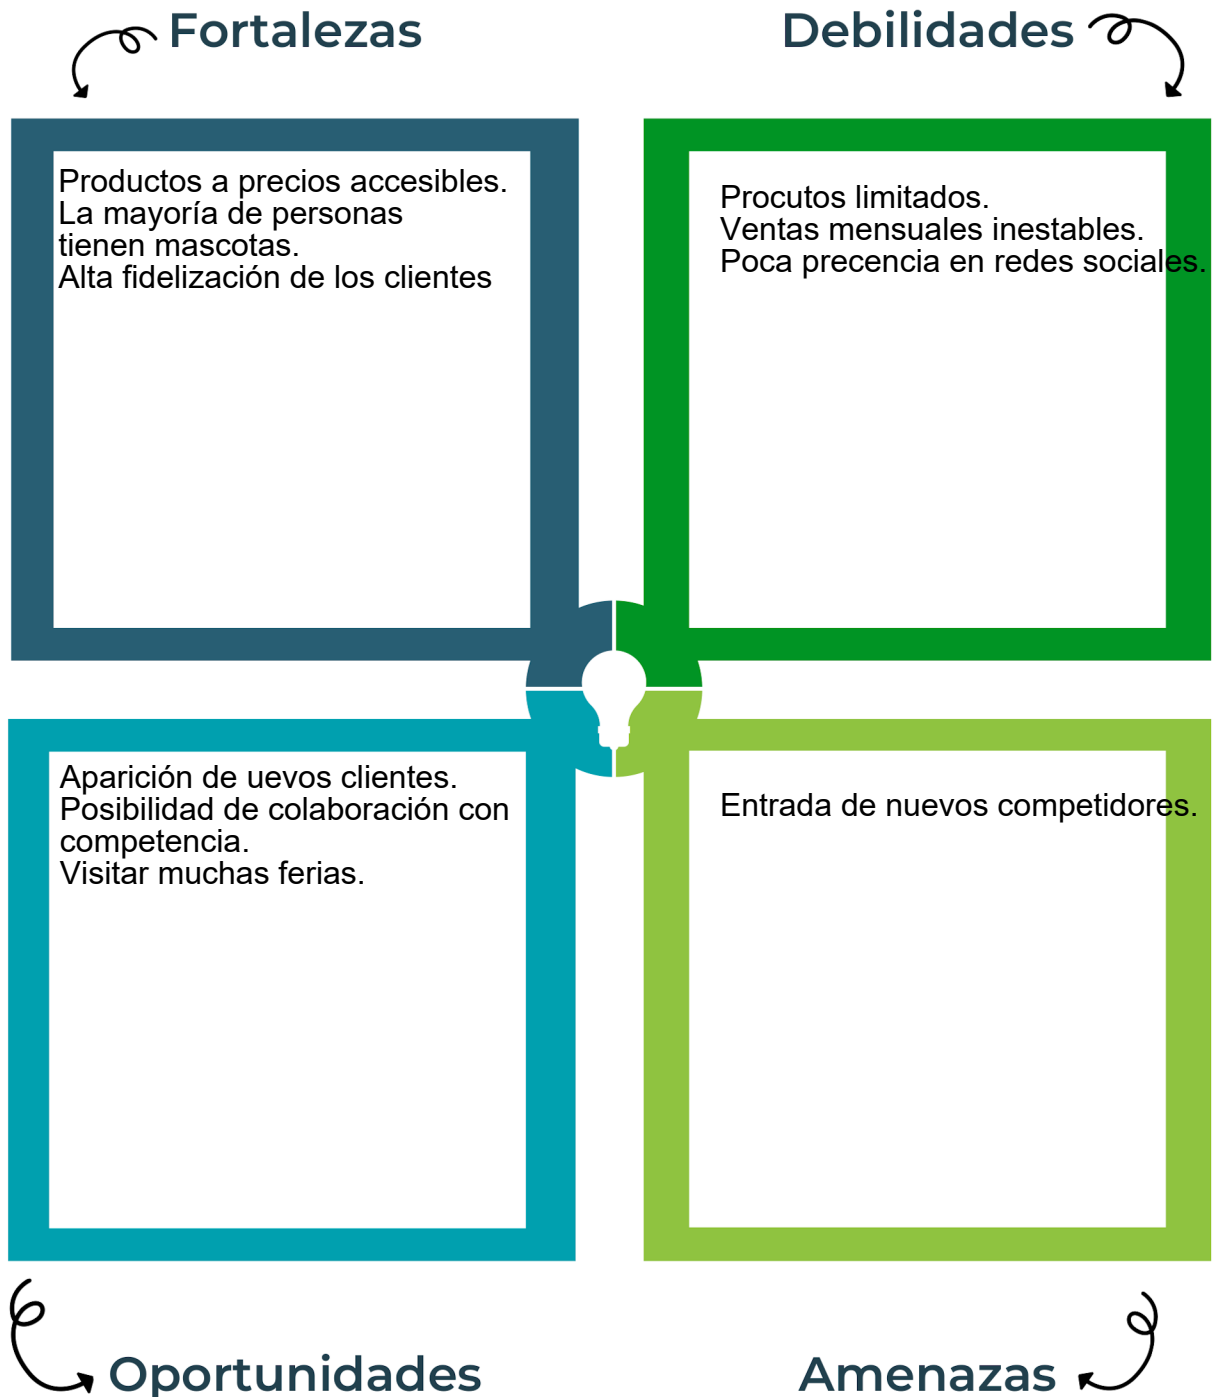 Fortalezas
Debilidades
Productos a precios accesibles.
La mayoría de personas
tienen mascotas.
Alta fidelización de los clientes
Procutos limitados.
Ventas mensuales inestables.
Poca precencia en redes sociales.
Aparición de uevos clientes.
Posibilidad de colaboración con
competencia.
Visitar muchas ferias.
Entrada de nuevos competidores.
Oportunidades
Amenazas